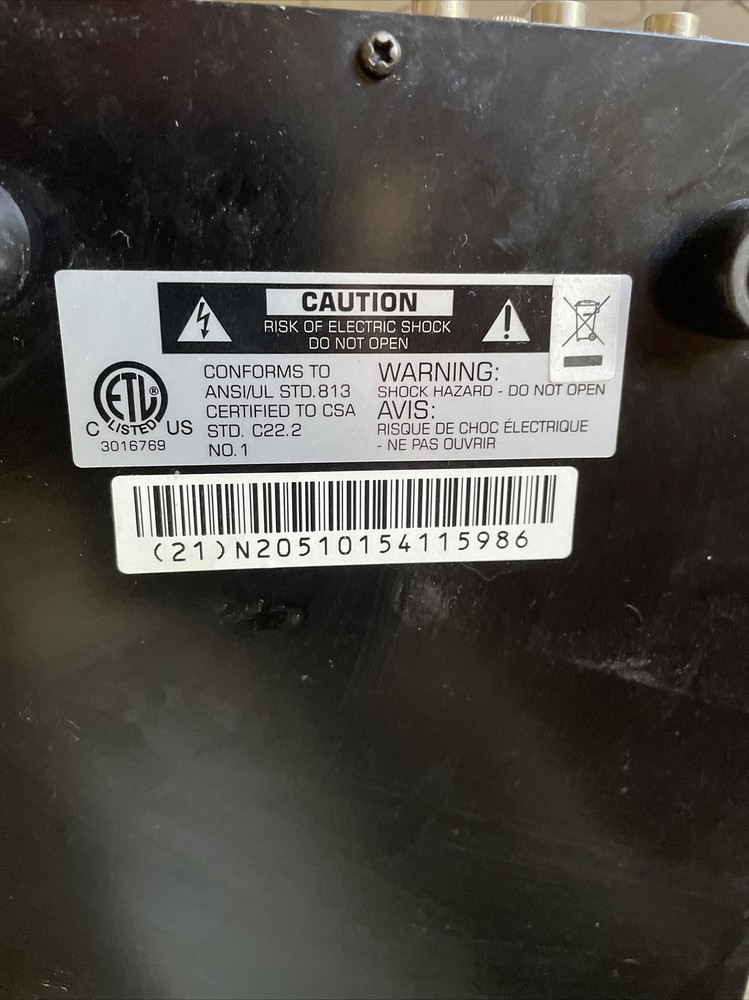 CAUTION
RISK OF ELECTRIC SHOCK
DO NOT OPEN
ETL®
LISTED
C US
3016769
CONFORMS TO
ANSI/UL STD.813
CERTIFIED TO CSA
STD. C22.2
NO.1
WARNING:
SHOCK HAZARD - DO NOT OPEN
AVIS:
RISQUE DE CHOC ÉLECTRIQUE
- NE PAS OUVRIR
(21)N20510154115986